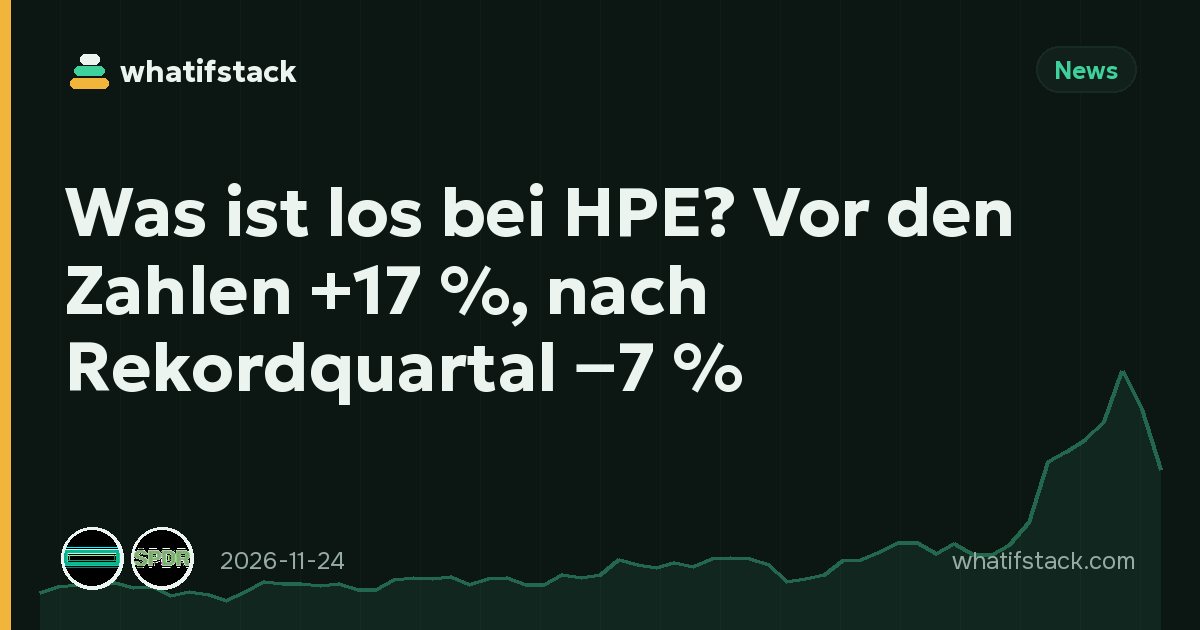 whatifstack
News
Was ist los bei HPE? Vor den
Zahlen +17 %, nach
Rekordquartal −7 %
SPDR
2026-11-24
whatifstack.com